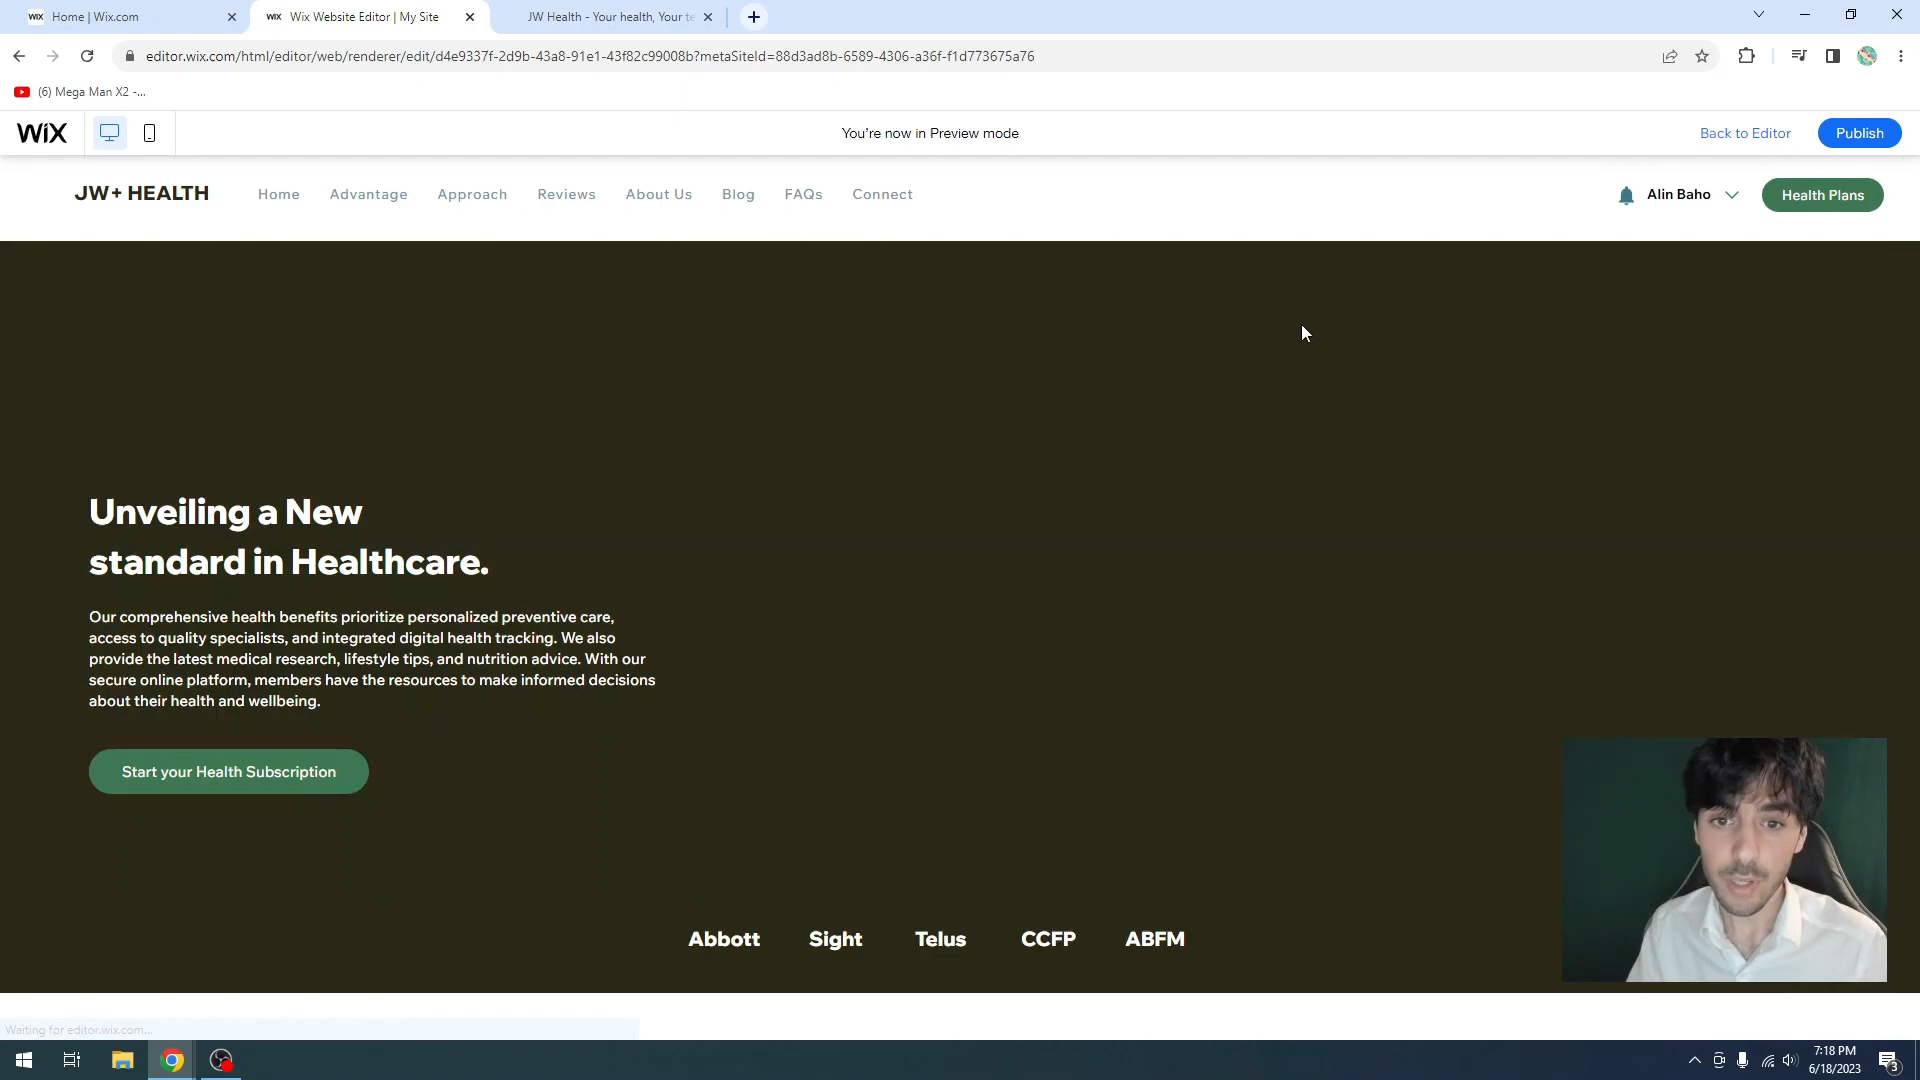 WIX Home | Wix.com
WIX Wix Website Editor | My Site
JW Health - Your health, Your te
editor.wix.com/html/editor/web/renderer/edit/d4e9337f-2d9b-43a8-91e1-43f82c99008b?metaSiteId=88d3ad8b-6589-4306-a36f-f1d773675a76
(6) Mega Man X2 -...
WIX
You're now in Preview mode
Back to Editor
Publish
JW+ HEALTH
Home Advantage Approach Reviews About Us Blog FAQs Connect
Alin Baho
Health Plans
Unveiling a New
standard in Healthcare.
Our comprehensive health benefits prioritize personalized preventive care,
access to quality specialists, and integrated digital health tracking. We also
provide the latest medical research, lifestyle tips, and nutrition advice. With our
secure online platform, members have the resources to make informed decisions
about their health and wellbeing.
Start your Health Subscription
Abbott Sight Telus CCFP ABFM
Waiting for editor.wix.com...
7:18 PM
6/18/2023
3